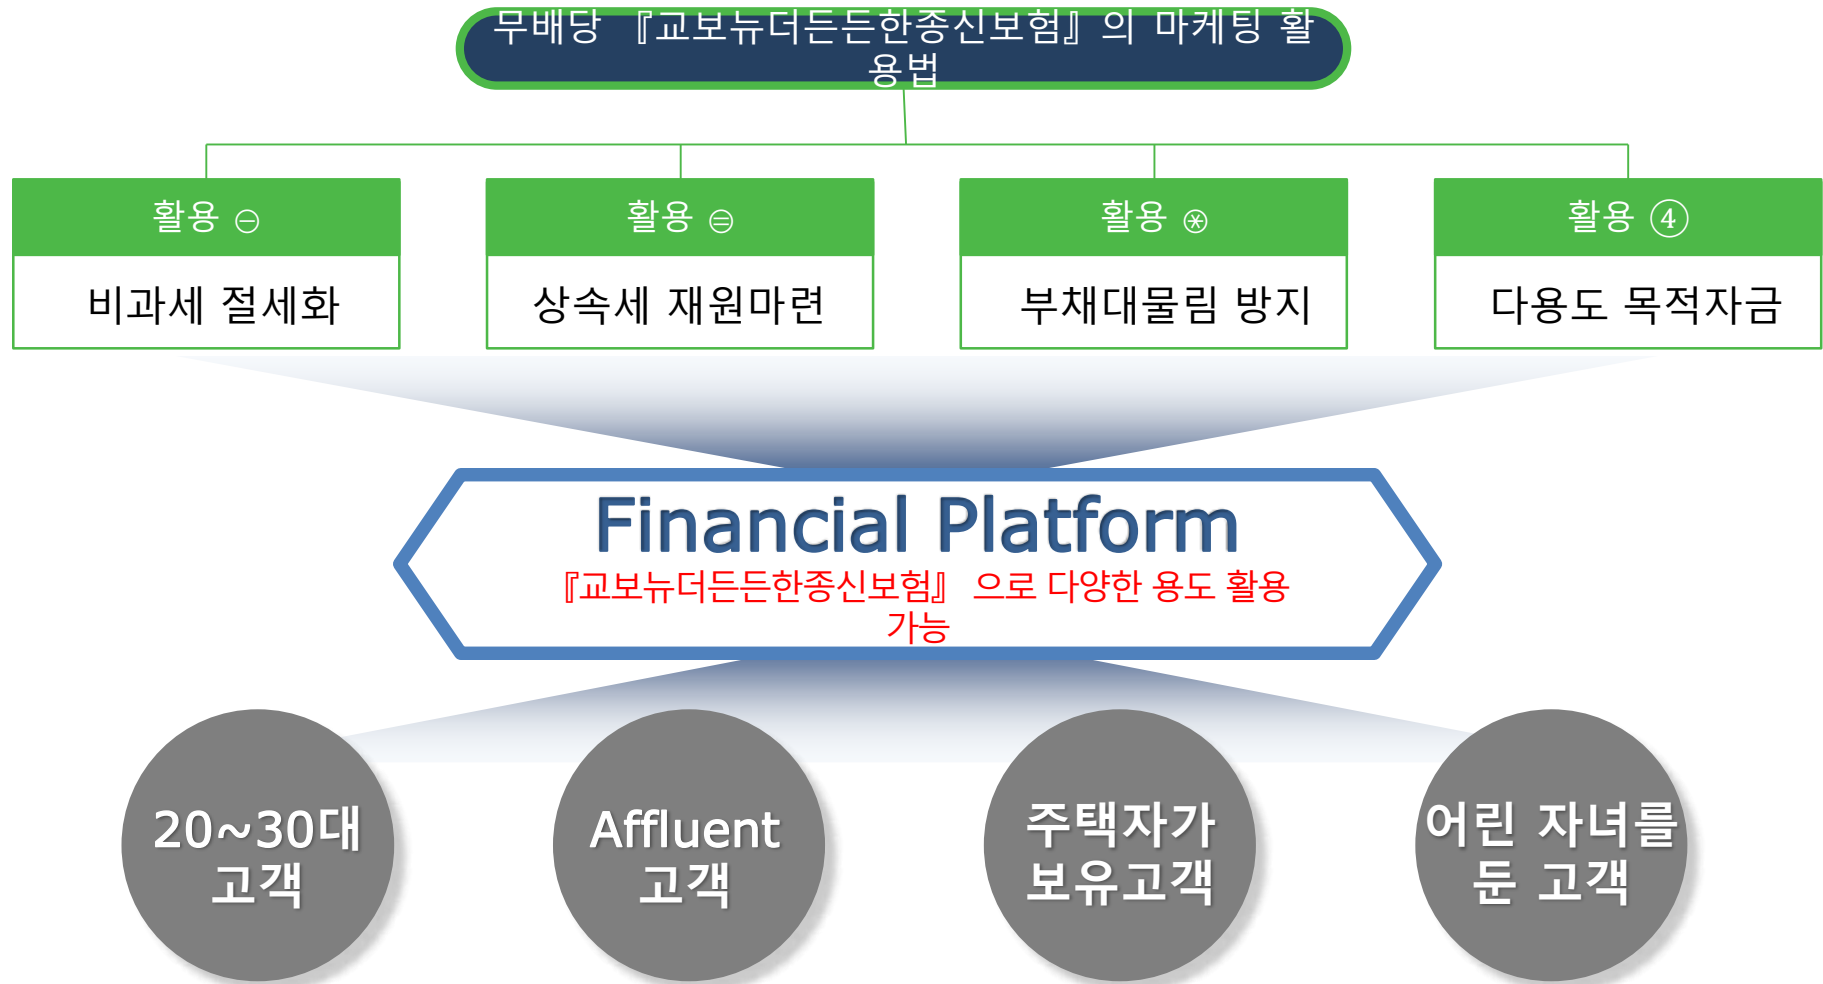 무배당 『교보뉴더든든한종신보험』의 마케팅 활
용법
활용 ㊀
활용 ㊁
활용 ㊂
활용 ④
비과세 절세화
상속세 재원마련
부채대물림 방지
다용도 목적자금
Financial Platform
『교보뉴더든든한종신보험』 으로 다양한 용도 활용
가능
20~30대
고객
Affluent
고객
주택자가
보유고객
어린 자녀를
둔 고객